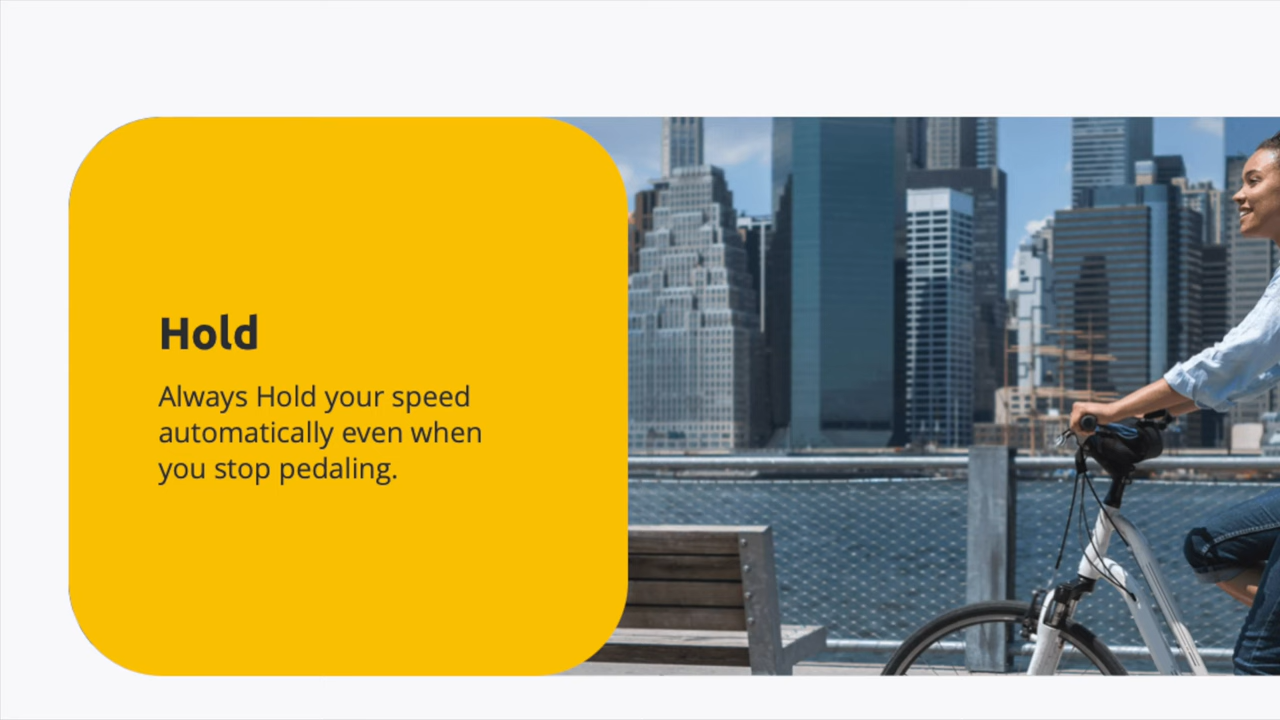 Hold
Always Hold your speed
automatically even when
you stop pedaling.